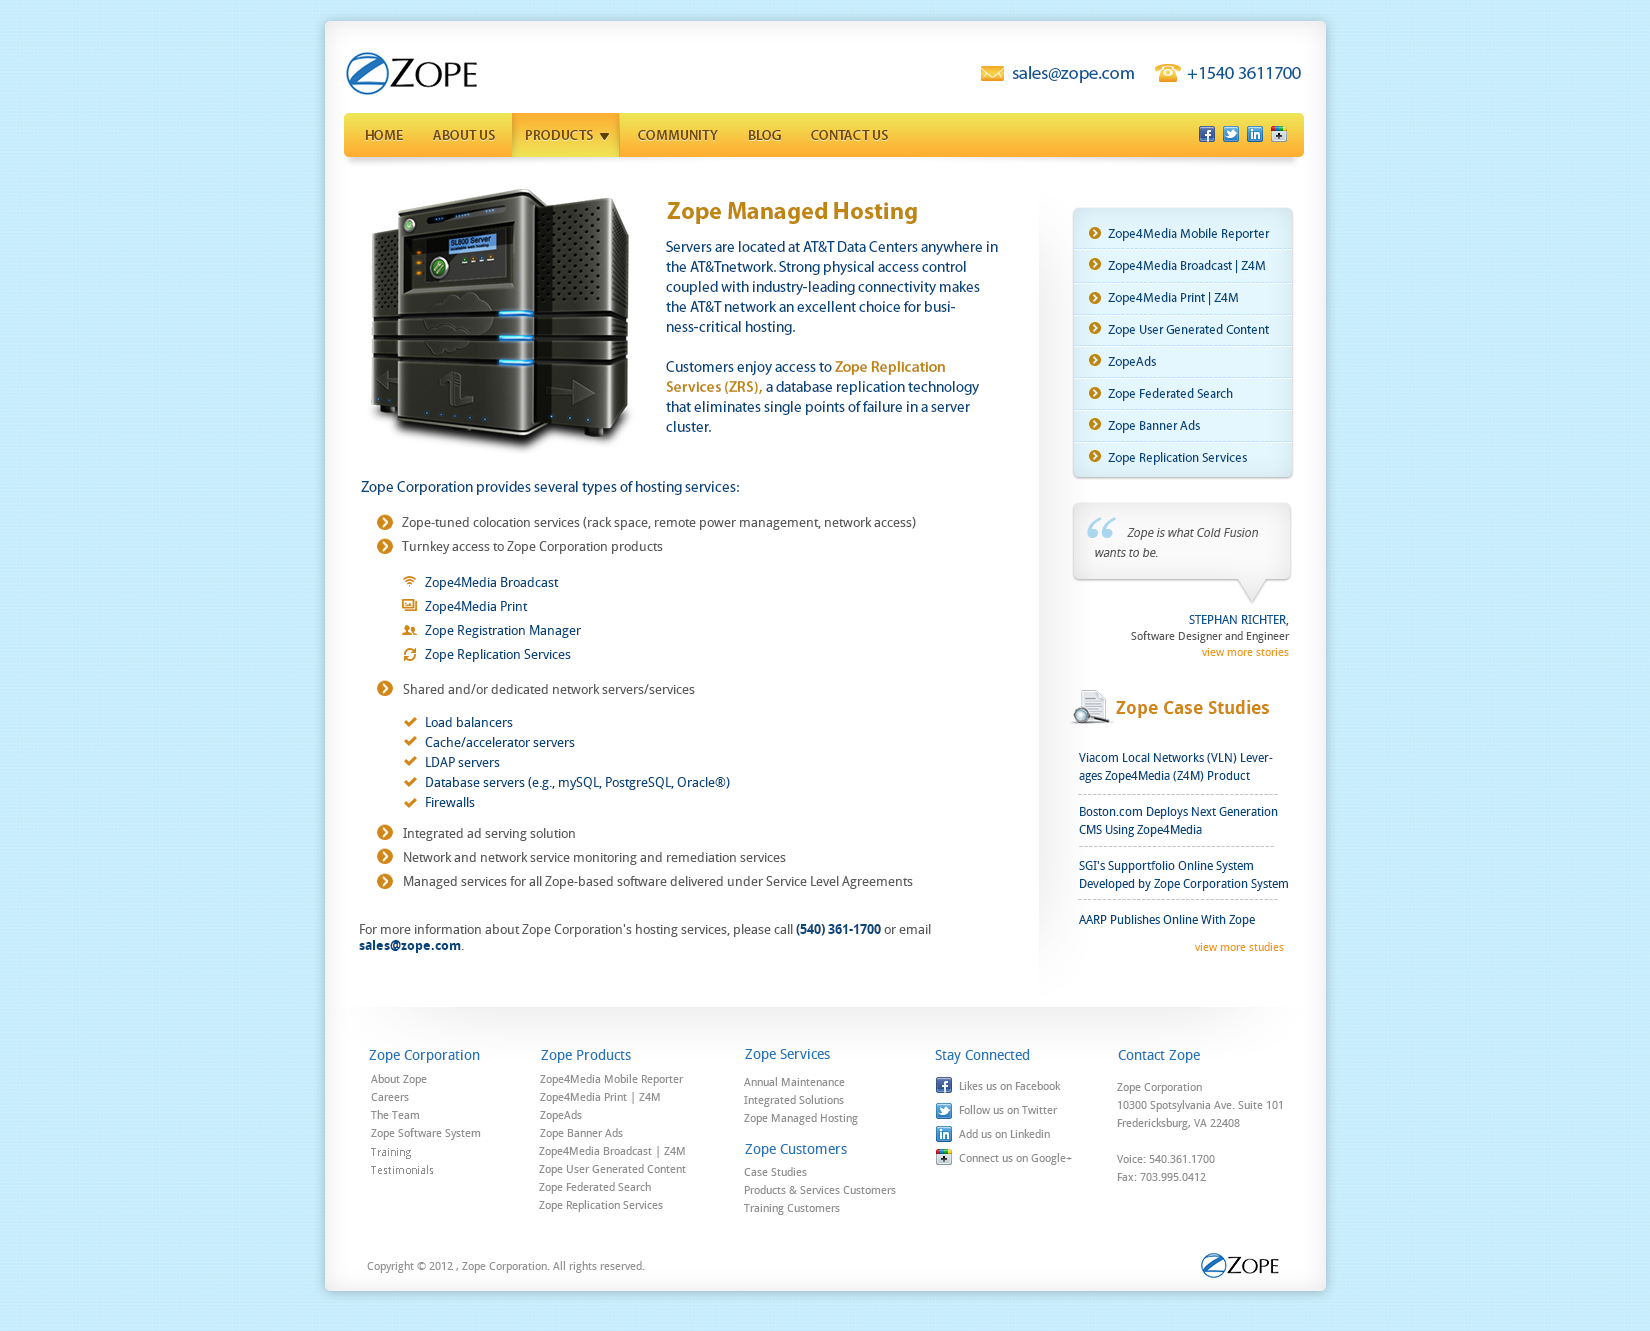 ZOPE
sales@zope.com
+1540 3611700
HOME
ABOUT US
PRODUCTS
COMMUNITY
BLOG
CONTACT US
SL800 Server
Zope Managed Hosting
Servers are located at AT&T Data Centers anywhere in
the AT&Tnetwork. Strong physical access control
coupled with industry-leading connectivity makes
the AT&T network an excellent choice for busi-
ness-critical hosting.
Customers enjoy access to Zope Replication
Services (ZRS), a database replication technology
that eliminates single points of failure in a server
cluster.
Zope Corporation provides several types of hosting services:
Zope-tuned colocation services (rack space, remote power management, network access)
Turnkey access to Zope Corporation products
Zope4Media Broadcast
Zope4Media Print
Zope Registration Manager
Zope Replication Services
Shared and/or dedicated network servers/services
Load balancers
Cache/accelerator servers
LDAP servers
Database servers (e.g., mySQL, PostgreSQL, Oracle®)
Firewalls
Integrated ad serving solution
Network and network service monitoring and remediation services
Managed services for all Zope-based software delivered under Service Level Agreements
For more information about Zope Corporation's hosting services, please call (540) 361-1700 or email
sales@zope.com.
Zope4Media Mobile Reporter
Zope4Media Broadcast | Z4M
Zope4Media Print | Z4M
Zope User Generated Content
ZopeAds
Zope Federated Search
Zope Banner Ads
Zope Replication Services
“ Zope is what Cold Fusion
wants to be.
STEPHAN RICHTER,
Software Designer and Engineer
view more stories
Zope Case Studies
Viacom Local Networks (VLN) Lever-
ages Zope4Media (Z4M) Product
Boston.com Deploys Next Generation
CMS Using Zope4Media
SGI's Supportfolio Online System
Developed by Zope Corporation System
AARP Publishes Online With Zope
view more studies
Zope Corporation
About Zope
Careers
The Team
Zope Software System
Training
Testimonials
Zope Products
Zope4Media Mobile Reporter
Zope4Media Print | Z4M
ZopeAds
Zope Banner Ads
Zope4Media Broadcast | Z4M
Zope User Generated Content
Zope Federated Search
Zope Replication Services
Zope Services
Annual Maintenance
Integrated Solutions
Zope Managed Hosting
Zope Customers
Case Studies
Products & Services Customers
Training Customers
Stay Connected
Likes us on Facebook
Follow us on Twitter
Add us on Linkedin
Connect us on Google+
Contact Zope
Zope Corporation
10300 Spotsylvania Ave. Suite 101
Fredericksburg, VA 22408
Voice: 540.361.1700
Fax: 703.995.0412
Copyright © 2012 , Zope Corporation. All rights reserved.
ZOPE